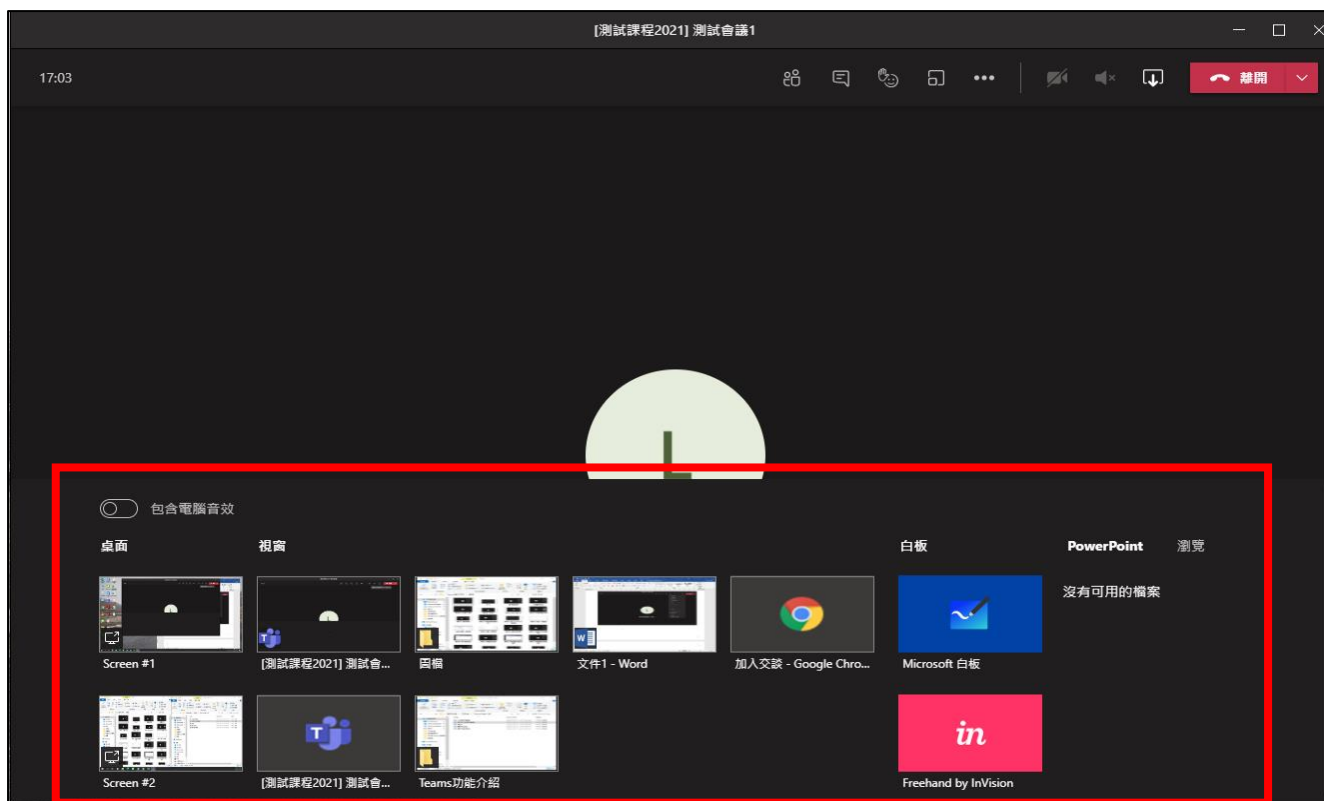 [測試課程2021] 測試會議1
17:03
離開
L
包含電腦音效
桌面
視窗
白板
PowerPoint
瀏覽
沒有可用的檔案
Screen #1
[測試課程2021] 測試會...
圖檔
文件1 - Word
加入交談 - Google Chro...
Microsoft 白板
in
Screen #2
[測試課程2021] 測試會...
Teams功能介紹
Freehand by InVision